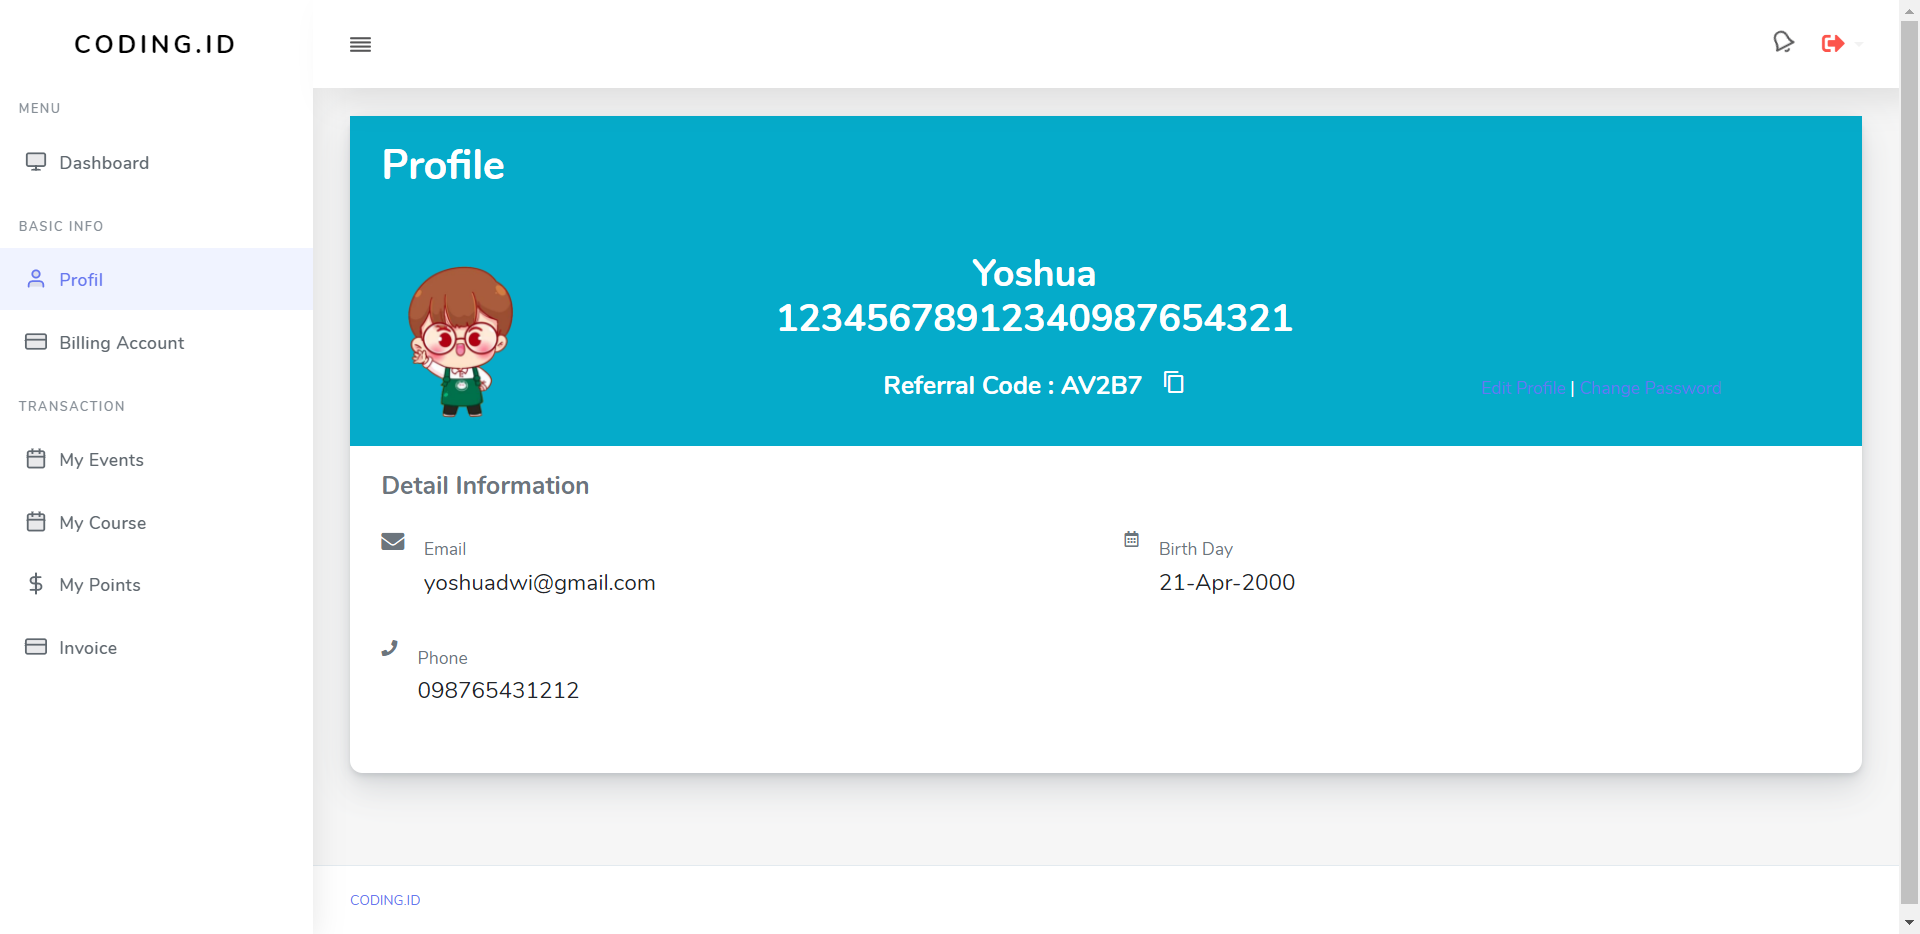 CODING.ID
MENU
Dashboard
BASIC INFO
Profil
Billing Account
TRANSACTION
My Events
My Course
My Points
Invoice
Profile
Yoshua
12345678912340987654321
Referral Code : AV2B7
Edit Profile | Change Password
Detail Information
Email
yoshuadwi@gmail.com
Birth Day
21-Apr-2000
Phone
098765431212
CODING.ID